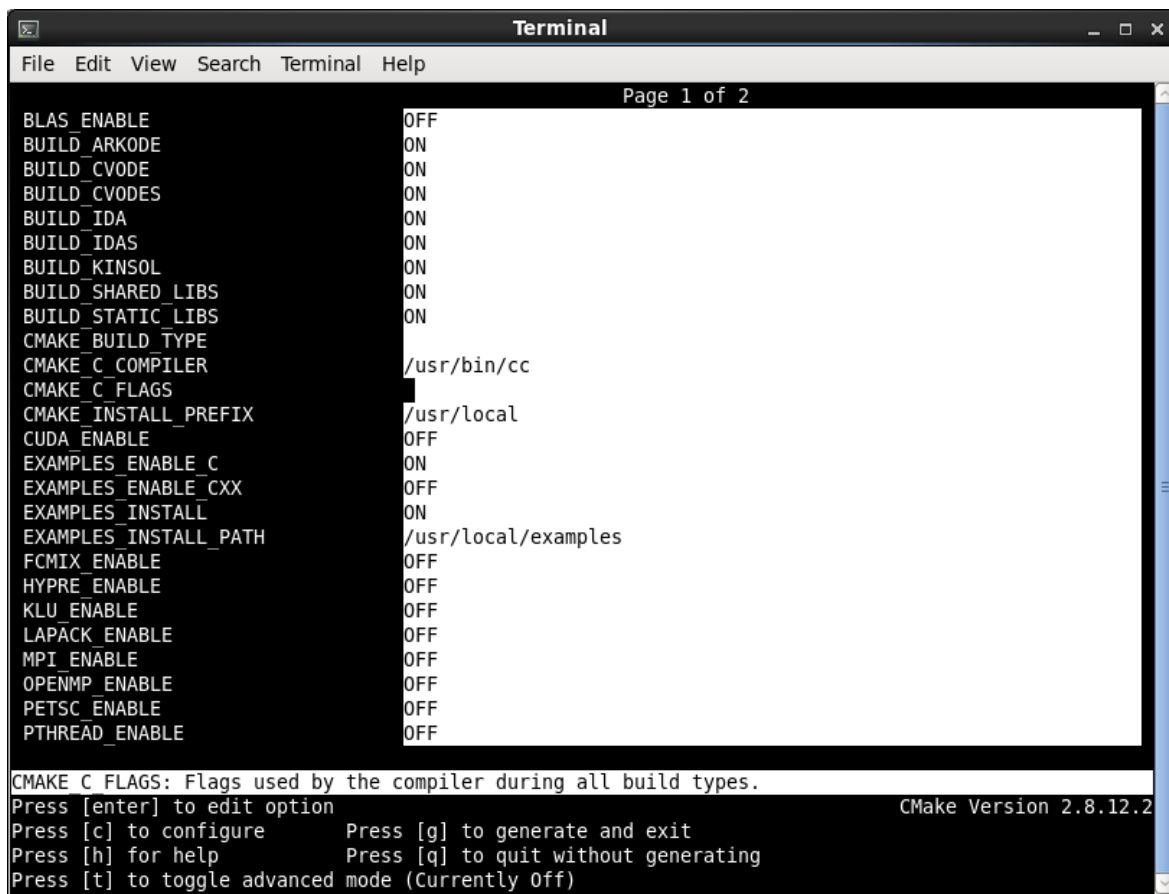 Terminal
File Edit View Search Terminal Help
Page 1 of 2
BLAS_ENABLE OFF
BUILD_ARKODE ON
BUILD_CVODE ON
BUILD_CVODES ON
BUILD_IDA ON
BUILD_IDAS ON
BUILD_KINSOL ON
BUILD_SHARED_LIBS ON
BUILD_STATIC_LIBS ON
CMAKE_BUILD_TYPE
CMAKE_C_COMPILER /usr/bin/cc
CMAKE_C_FLAGS
CMAKE_INSTALL_PREFIX /usr/local
CUDA_ENABLE OFF
EXAMPLES_ENABLE_C ON
EXAMPLES_ENABLE_CXX OFF
EXAMPLES_INSTALL ON
EXAMPLES_INSTALL_PATH /usr/local/examples
FCMIX_ENABLE OFF
HYPRE_ENABLE OFF
KLU_ENABLE OFF
LAPACK_ENABLE OFF
MPI_ENABLE OFF
OPENMP_ENABLE OFF
PETSC_ENABLE OFF
PTHREAD_ENABLE OFF
CMAKE_C_FLAGS: Flags used by the compiler during all build types.
Press [enter] to edit option CMake Version 2.8.12.2
Press [c] to configure Press [g] to generate and exit
Press [h] for help Press [q] to quit without generating
Press [t] to toggle advanced mode (Currently Off)